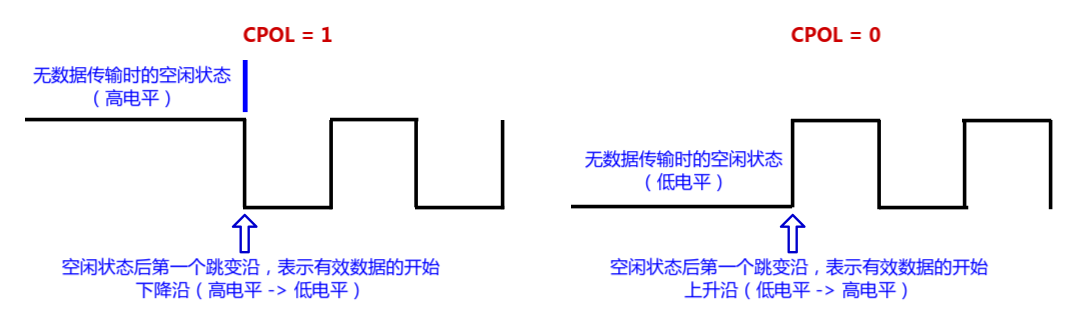 CPOL = 1
无数据传输时的空闲状态
（高电平）
空闲状态后第一个跳变沿，表示有效数据的开始
下降沿（高电平 -> 低电平）
CPOL = 0
无数据传输时的空闲状态
（低电平）
空闲状态后第一个跳变沿，表示有效数据的开始
上升沿（低电平 -> 高电平）